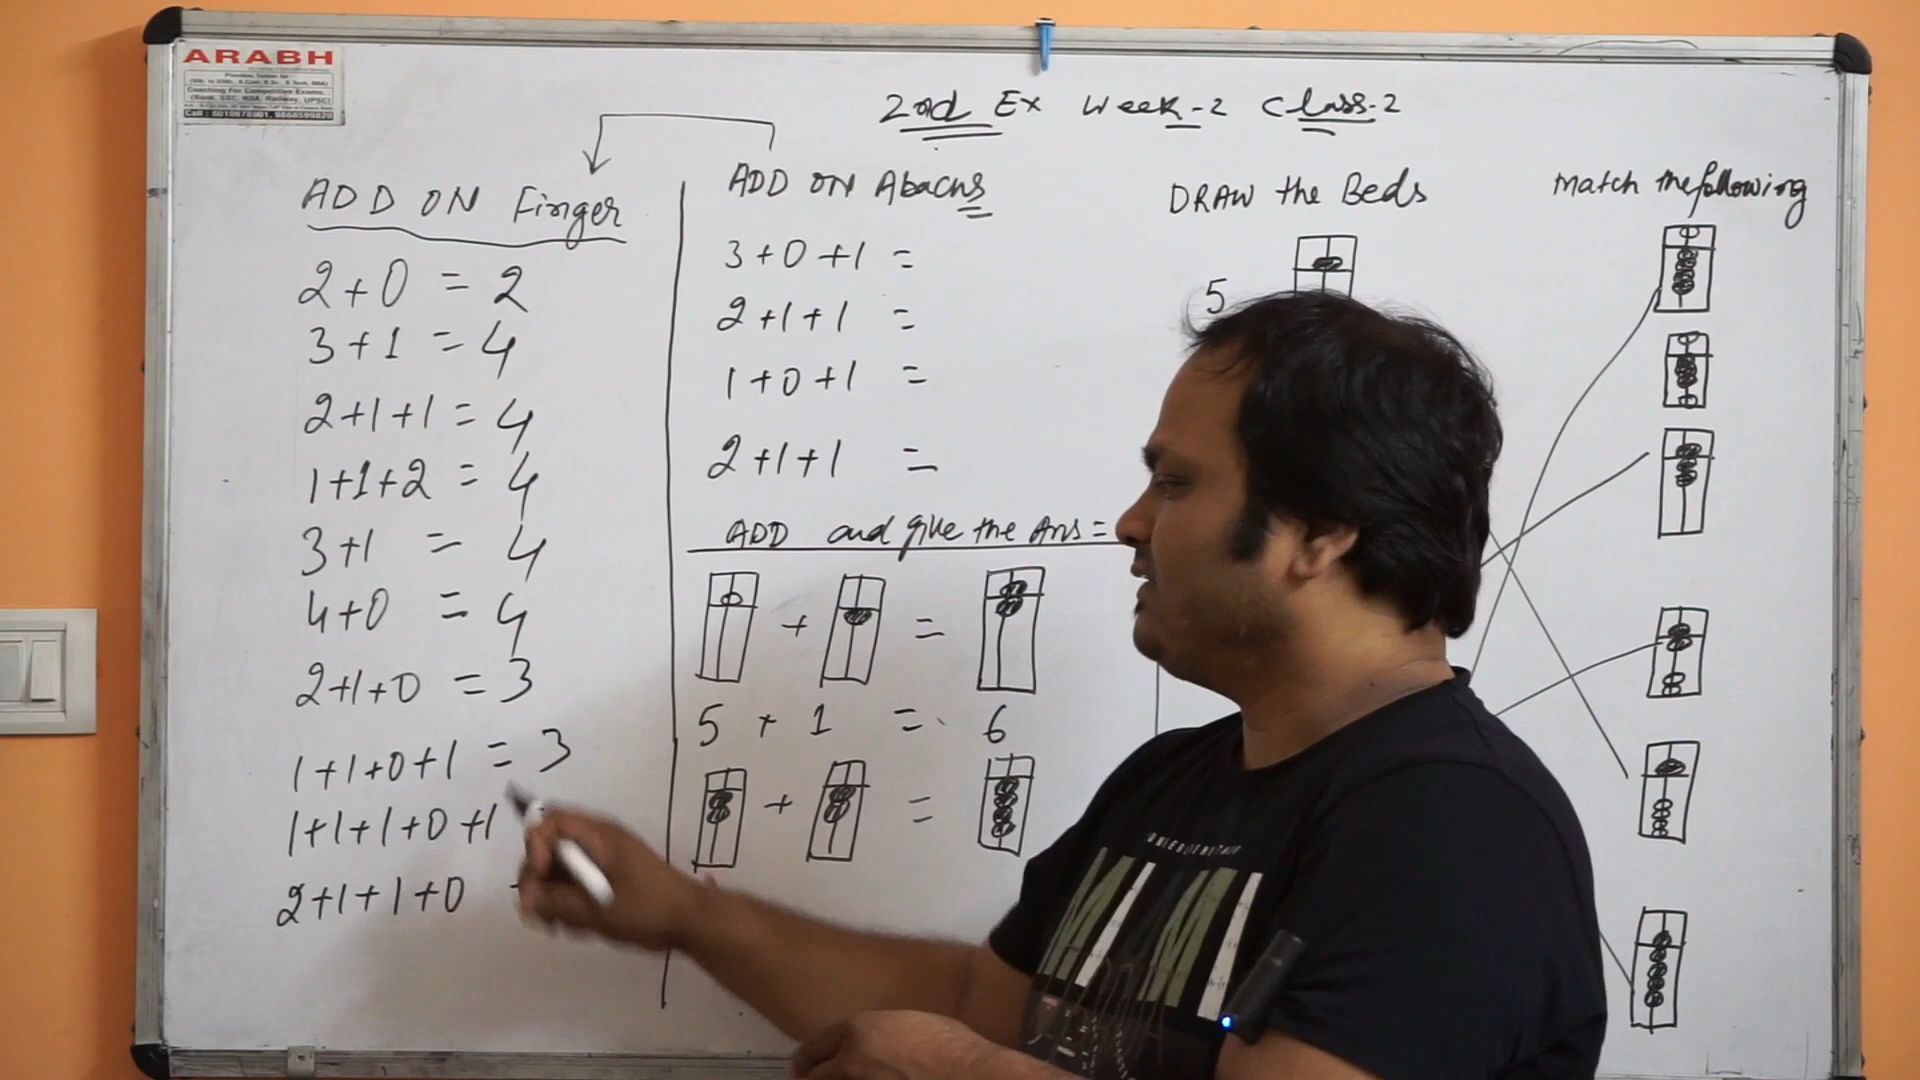 ARABH
Call : 8010678901, 9868599820
2nd Ex Week-2 Class-2
ADD ON Finger
2+0 = 2
3+1 = 4
2+1+1 = 4
1+1+2 = 4
3+1 = 4
4+0 = 4
2+1+0 = 3
1+1+0+1 = 3
1+1+1+0+1
2+1+1+0
ADD ON Abacus
3+0+1 =
2+1+1 =
1+0+1 =
2+1+1 =
ADD and give the Ans =
+ =
5 + 1 = 6
+ =
DRAW the Beds
5
Match the following